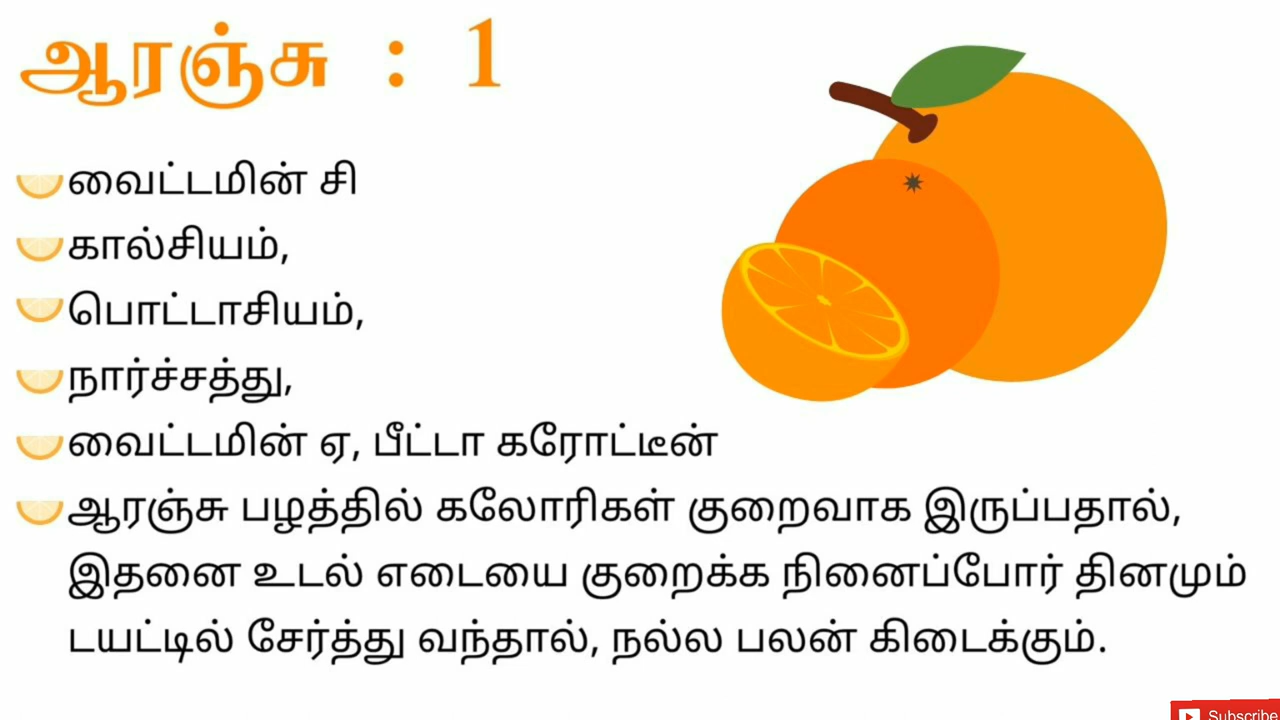 ஆரஞ்சு : 1
வைட்டமின் சி
கால்சியம்,
பொட்டாசியம்,
நார்ச்சத்து,
வைட்டமின் ஏ, பீட்டா கரோட்டீன்
ஆரஞ்சு பழத்தில் கலோரிகள் குறைவாக இருப்பதால்,
இதனை உடல் எடையை குறைக்க நினைப்போர் தினமும்
டயட்டில் சேர்த்து வந்தால், நல்ல பலன் கிடைக்கும்.
Subscribe